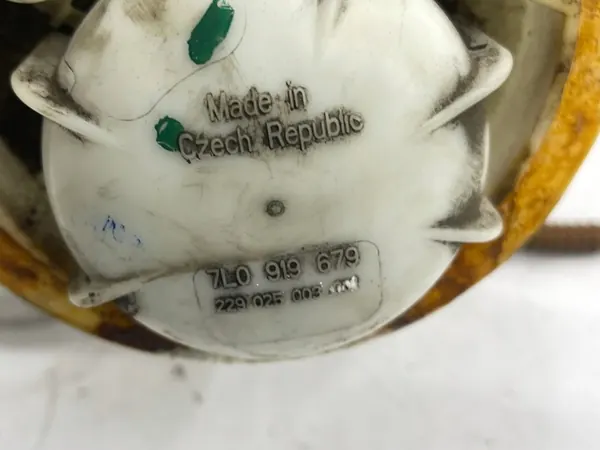 Made in
Czech Republic
7L0 919 679
229 025 003